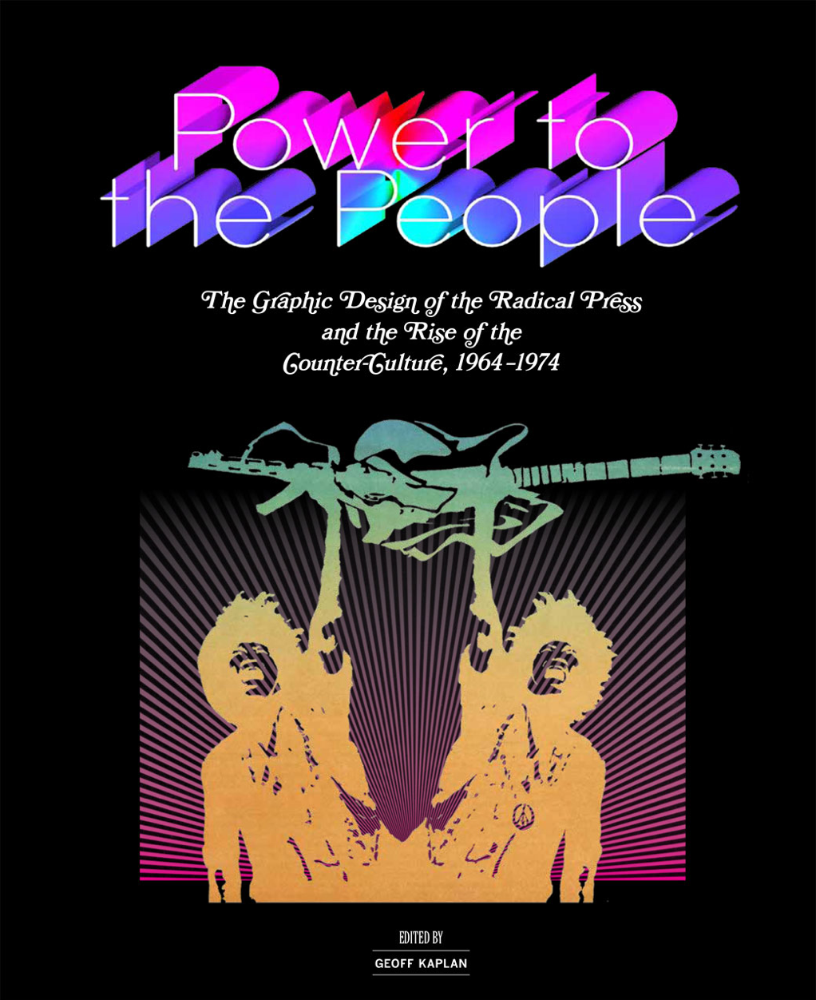 Power to
the People
The Graphic Design of the Radical Press
and the Rise of the
Counter-Culture, 1964–1974
EDITED BY
GEOFF KAPLAN